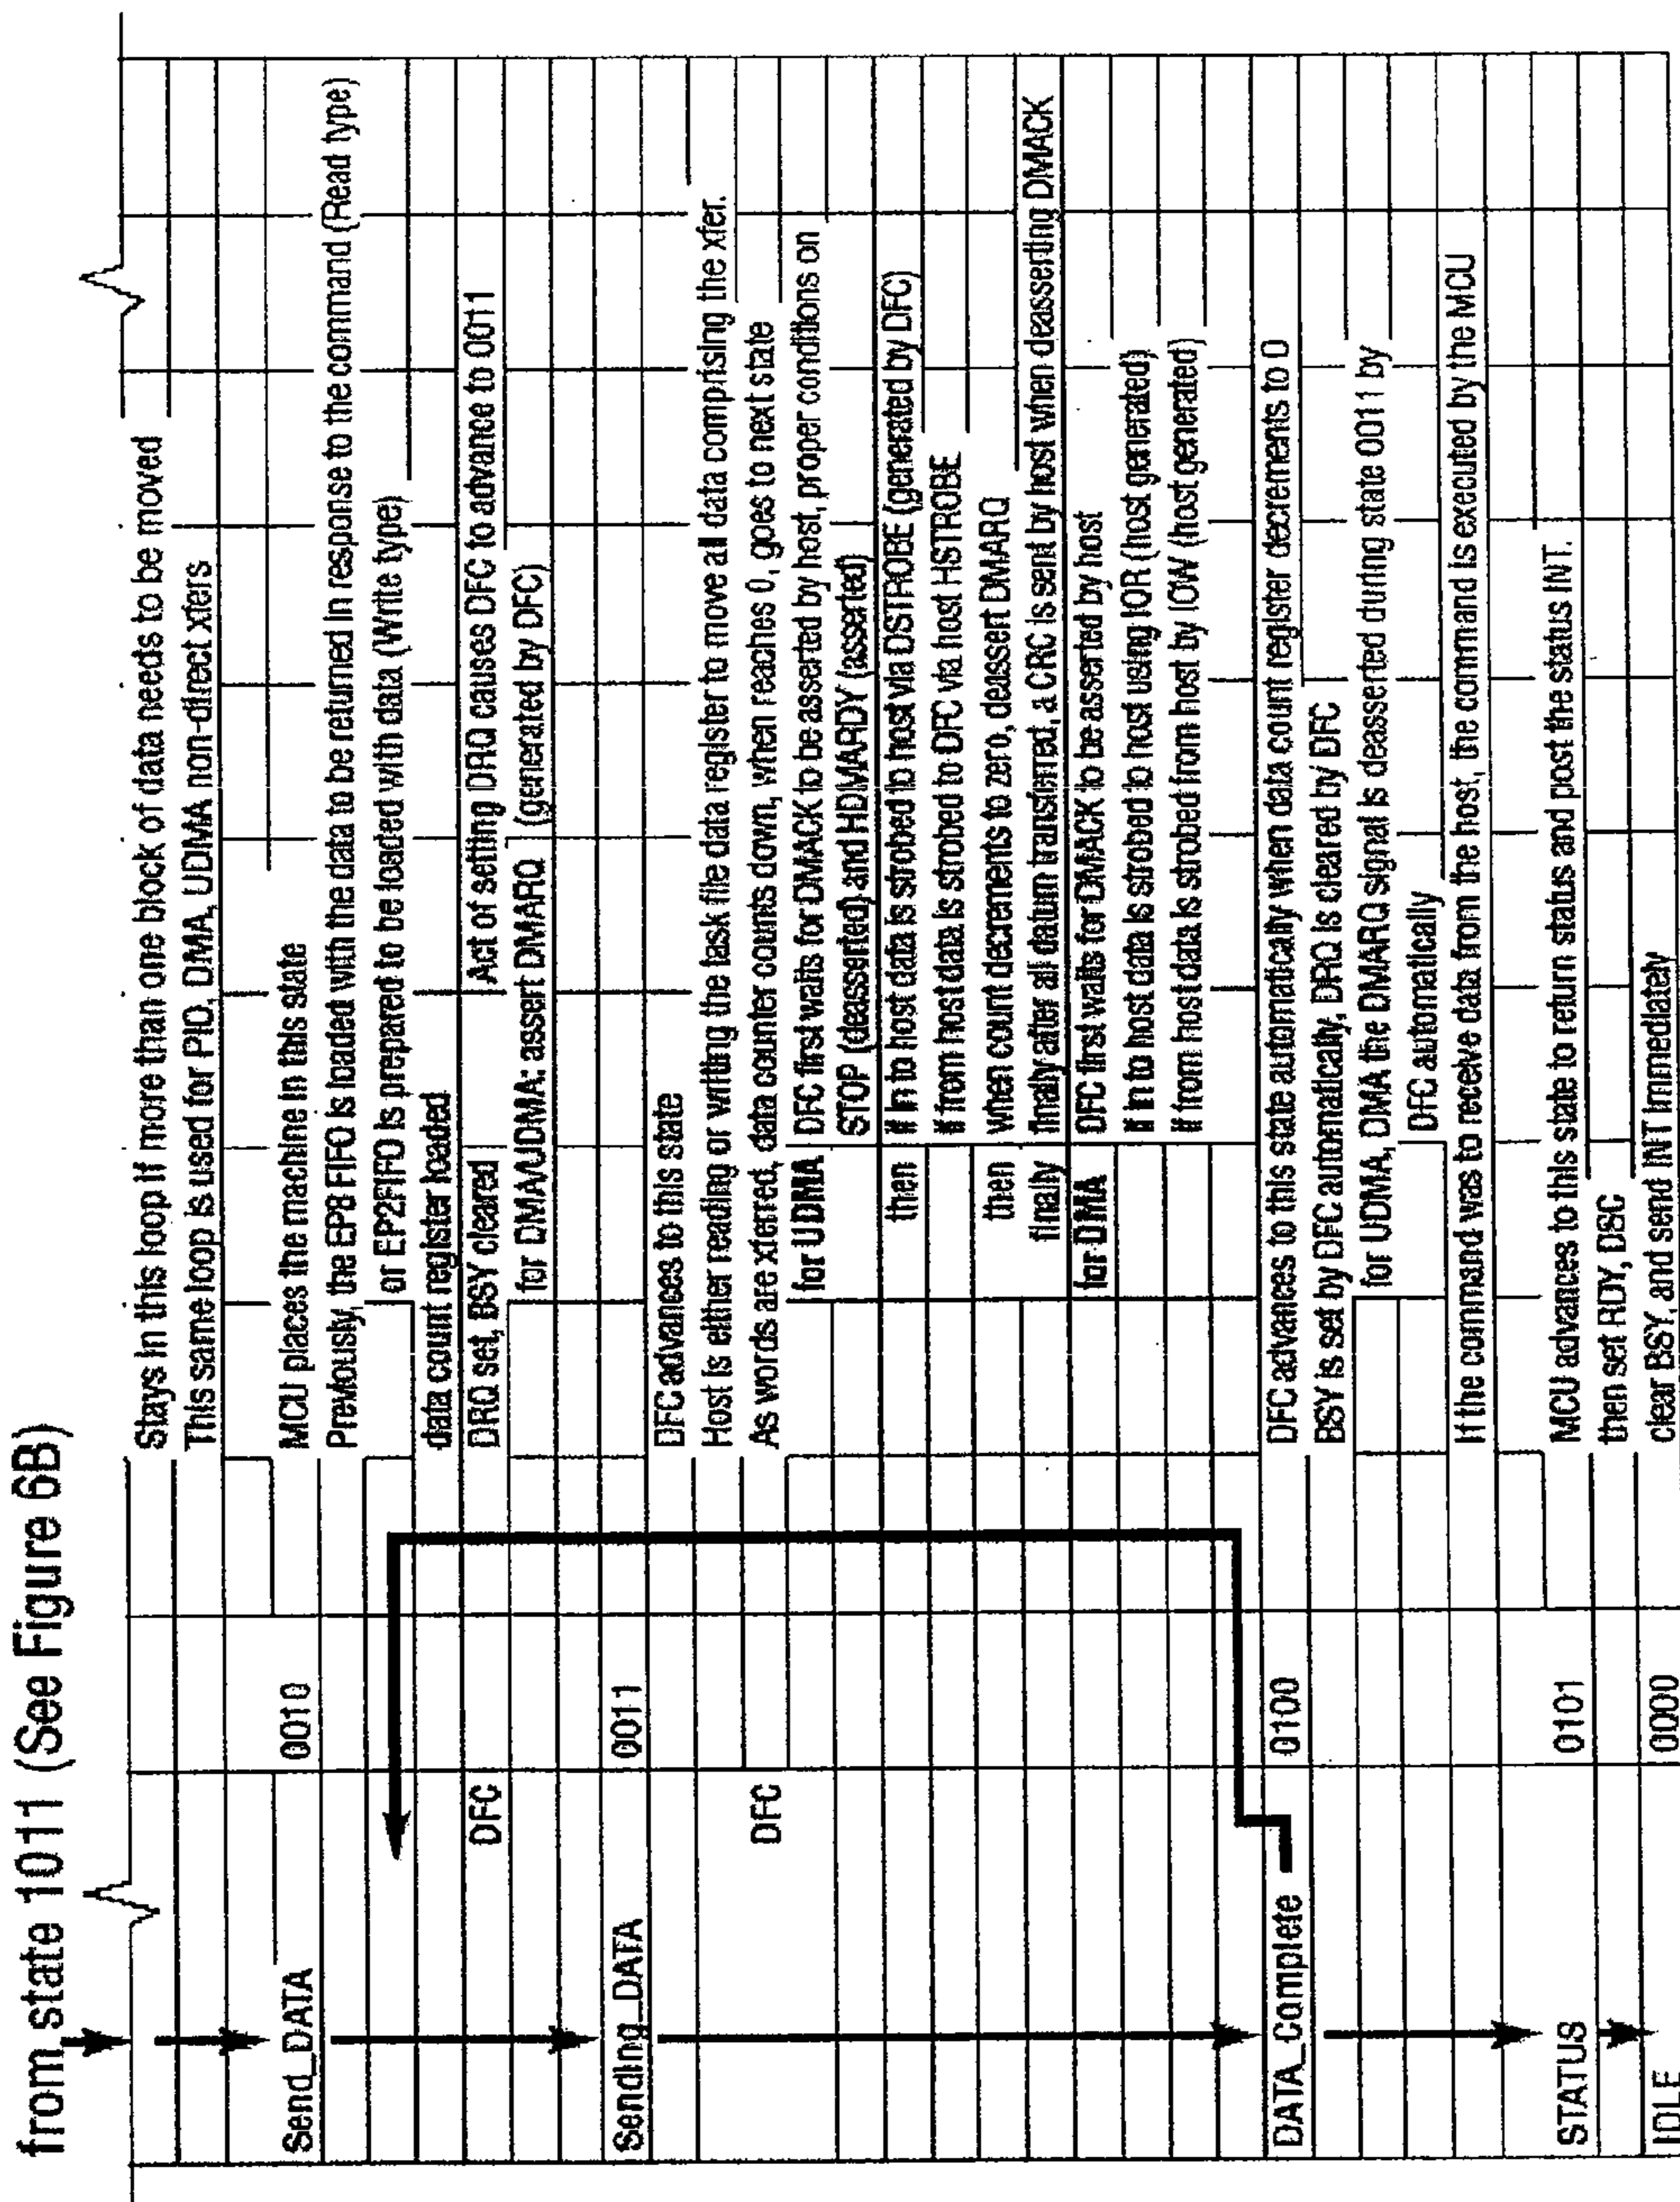 from state 1011 (See Figure 6B)
Stays in this loop if more than one block of data needs to be moved
This same loop is used for PIO, DMA, UDMA non-direct xfers
Send_DATA 0010 MCU places the machine in this state
Previously, the EP8 FIFO is loaded with the data to be returned in response to the command (Read type)
or EP2FIFO is prepared to be loaded with data (Write type)
data count register loaded
DFC DRQ set, BSY cleared Act of setting DRQ causes DFC to advance to 0011
for DMA/UDMA: assert DMARQ (generated by DFC)
Sending_DATA 0011 DFC advances to this state
Host is either reading or writing the task file data register to move all data comprising the xfer.
DFC As words are xferred, data counter counts down, when reaches 0, goes to next state
for UDMA DFC first waits for DMACK to be asserted by host, proper conditions on
STOP (deasserted) and HDMARDY (asserted)
then if in to host data is strobed to host via DSTROBE (generated by DFC)
if from host data is strobed to DFC via host HSTROBE
then when count decrements to zero, deassert DMARQ
finally finally after all datum transferred, a CRC is sent by host when deasserting DMACK
for DMA DFC first waits for DMACK to be asserted by host
if in to host data is strobed to host using IOR (host generated)
if from host data is strobed from host by IOW (host generated)
DATA_complete 0100 DFC advances to this state automatically when data count register decrements to 0
BSY is set by DFC automatically, DRQ is cleared by DFC
for UDMA, DMA the DMARQ signal is deasserted during state 0011 by
DFC automatically
If the command was to receive data from the host, the command is executed by the MCU
STATUS 0101 MCU advances to this state to return status and post the status INT.
then set RDY, DSC
IDLE 0000 clear BSY, and send INT immediately